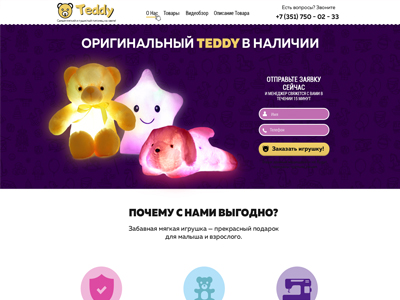 Teddy
О Нас Товары Видеобзор Описание Товара
Есть вопросы? Звоните
+7 (351) 750 - 02 - 33
ОРИГИНАЛЬНЫЙ TEDDY В НАЛИЧИИ
ОТПРАВЬТЕ ЗАЯВКУ
СЕЙЧАС
И МЕНЕДЖЕР СВЯЖЕТСЯ С ВАМИ В
ТЕЧЕНИИ 15 МИНУТ!
Имя
Телефон
Заказать игрушку!
ПОЧЕМУ С НАМИ ВЫГОДНО?
Забавная мягкая игрушка — прекрасный подарок
для малыша и взрослого.